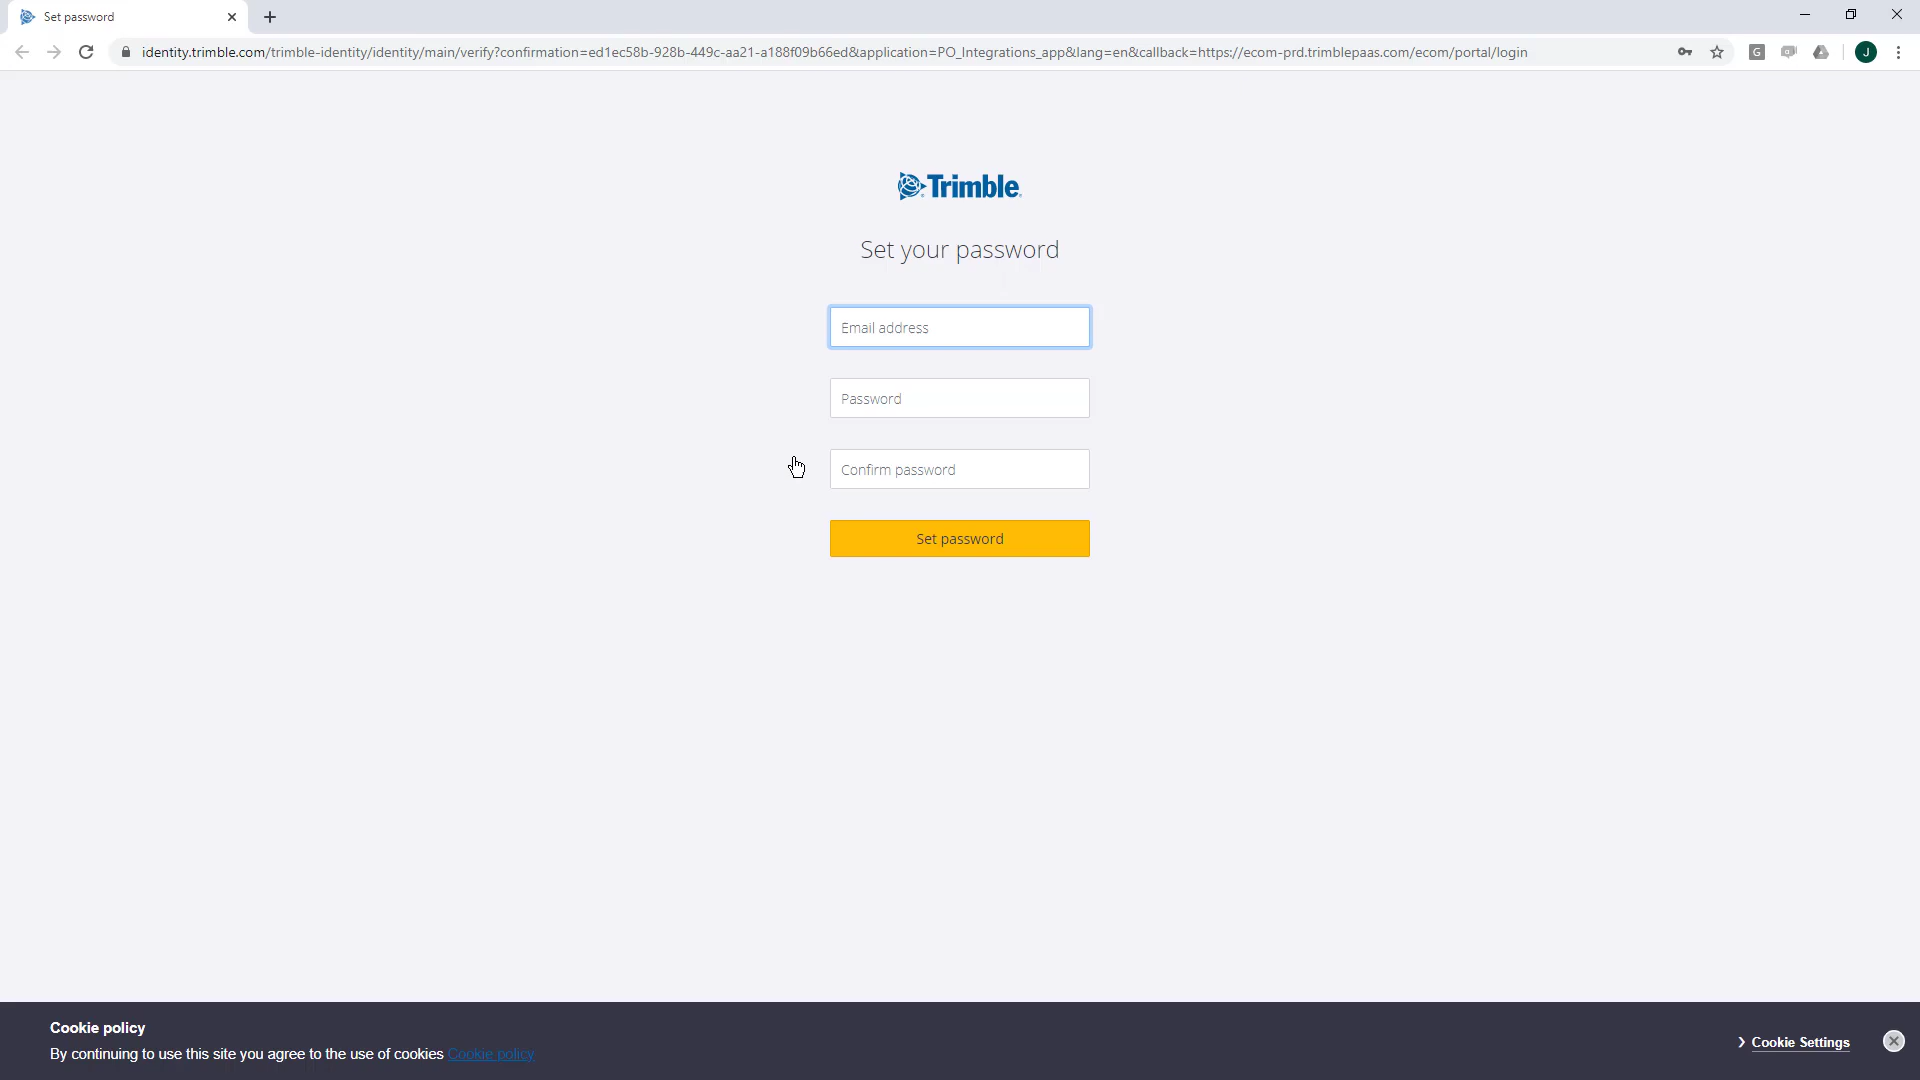 Set password
identity.trimble.com/trimble-identity/identity/main/verify?confirmation=ed1ec58b-928b-449c-aa21-a188f09b66ed&application=PO_Integrations_app&lang=en&callback=https://ecom-prd.trimblepaas.com/ecom/portal/login
G
J
Trimble
Set your password
Email address
Password
Confirm password
Set password
Cookie policy
By continuing to use this site you agree to the use of cookies Cookie policy
Cookie Settings